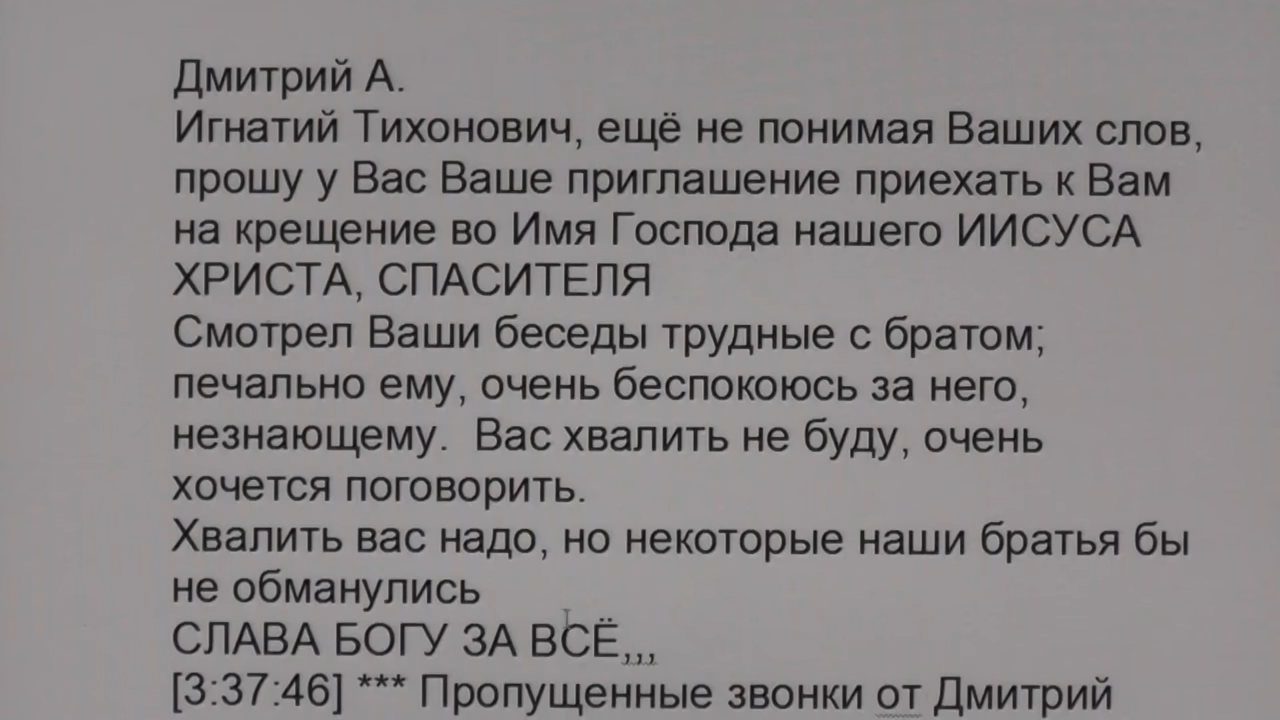 Дмитрий А.
Игнатий Тихонович, ещё не понимая Ваших слов,
прошу у Вас Ваше приглашение приехать к Вам
на крещение во Имя Господа нашего ИИСУСА
ХРИСТА, СПАСИТЕЛЯ
Смотрел Ваши беседы трудные с братом;
печально ему, очень беспокоюсь за него,
незнающему.  Вас хвалить не буду, очень
хочется поговорить.
Хвалить вас надо, но некоторые наши братья бы
не обманулись
СЛАВА БОГУ ЗА ВСЁ,,,
[3:37:46] *** Пропущенные звонки от Дмитрий